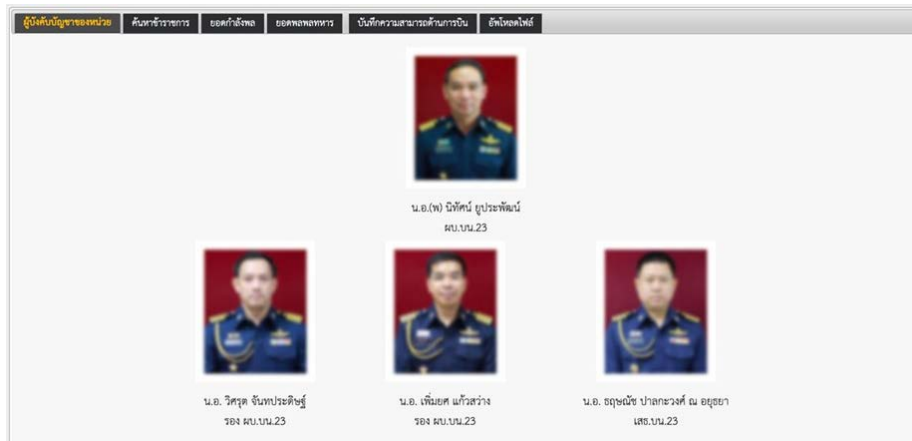 ผู้บังคับบัญชาของหน่วย ค้นหาข้าราชการ ยอดกำลังพล ยอดพลพลทหาร บันทึกความสามารถด้านการบิน อัพโหลดไฟล์
น.อ.(พ) นิทัศน์ ยูประพัฒน์
ผบ.บน.23
น.อ. วิศรุต จันทประดิษฐ์ น.อ. เพิ่มยศ แก้วสว่าง น.อ. ธฤษณัช ปาลกะวงศ์ ณ อยุธยา
รอง ผบ.บน.23 รอง ผบ.บน.23 เสธ.บน.23